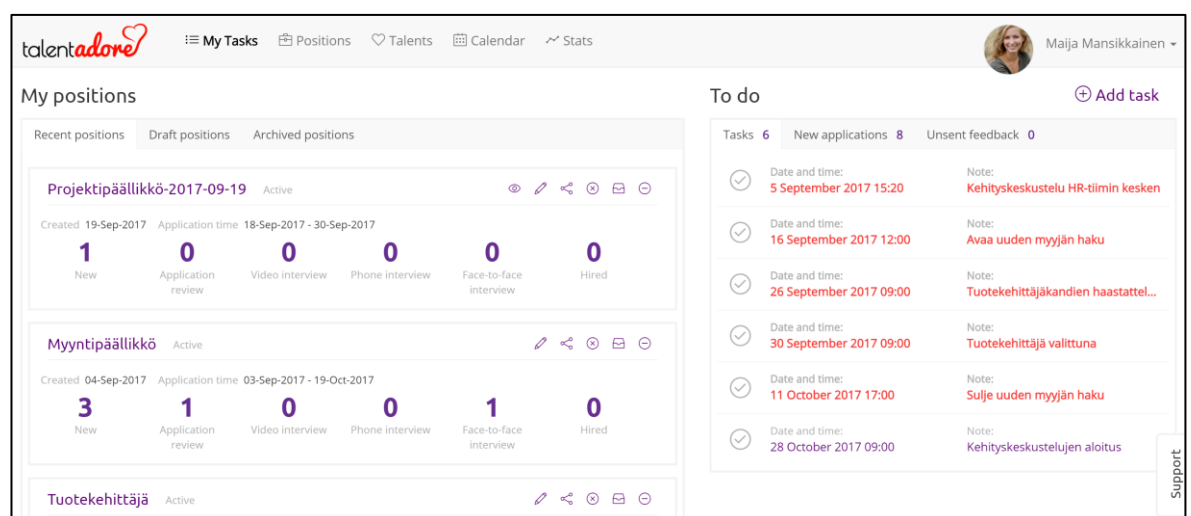 talentadore
My Tasks Positions Talents Calendar Stats
Maija Mansikkainen
My positions
Recent positions Draft positions Archived positions
Projektipäällikkö-2017-09-19 Active
Created 19-Sep-2017 Application time 18-Sep-2017 - 30-Sep-2017
1 0 0 0 0 0
New Application review Video interview Phone interview Face-to-face interview Hired
Myyntipäällikkö Active
Created 04-Sep-2017 Application time 03-Sep-2017 - 19-Oct-2017
3 1 0 0 1 0
New Application review Video interview Phone interview Face-to-face interview Hired
Tuotekehittäjä Active
To do
Add task
Tasks 6 New applications 8 Unsent feedback 0
Date and time: Note:
5 September 2017 15:20 Kehityskeskustelu HR-tiimin kesken
Date and time: Note:
16 September 2017 12:00 Avaa uuden myyjän haku
Date and time: Note:
26 September 2017 09:00 Tuotekehittäjäkandien haastattel...
Date and time: Note:
30 September 2017 09:00 Tuotekehittäjä valittuna
Date and time: Note:
11 October 2017 17:00 Sulje uuden myyjän haku
Date and time: Note:
28 October 2017 09:00 Kehityskeskustelujen aloitus
Support